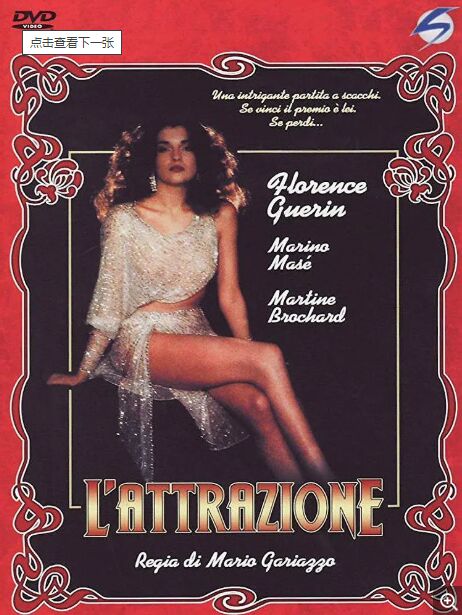 DVD
VIDEO
点击查看下一张
Una intrigante partita a scacchi.
Se vinci il premio è lei.
Se perdi...
Florence
Guerin
Marino
Masé
Martine
Brochard
L'ATTRAZIONE
Regia di Mario Gariazzo